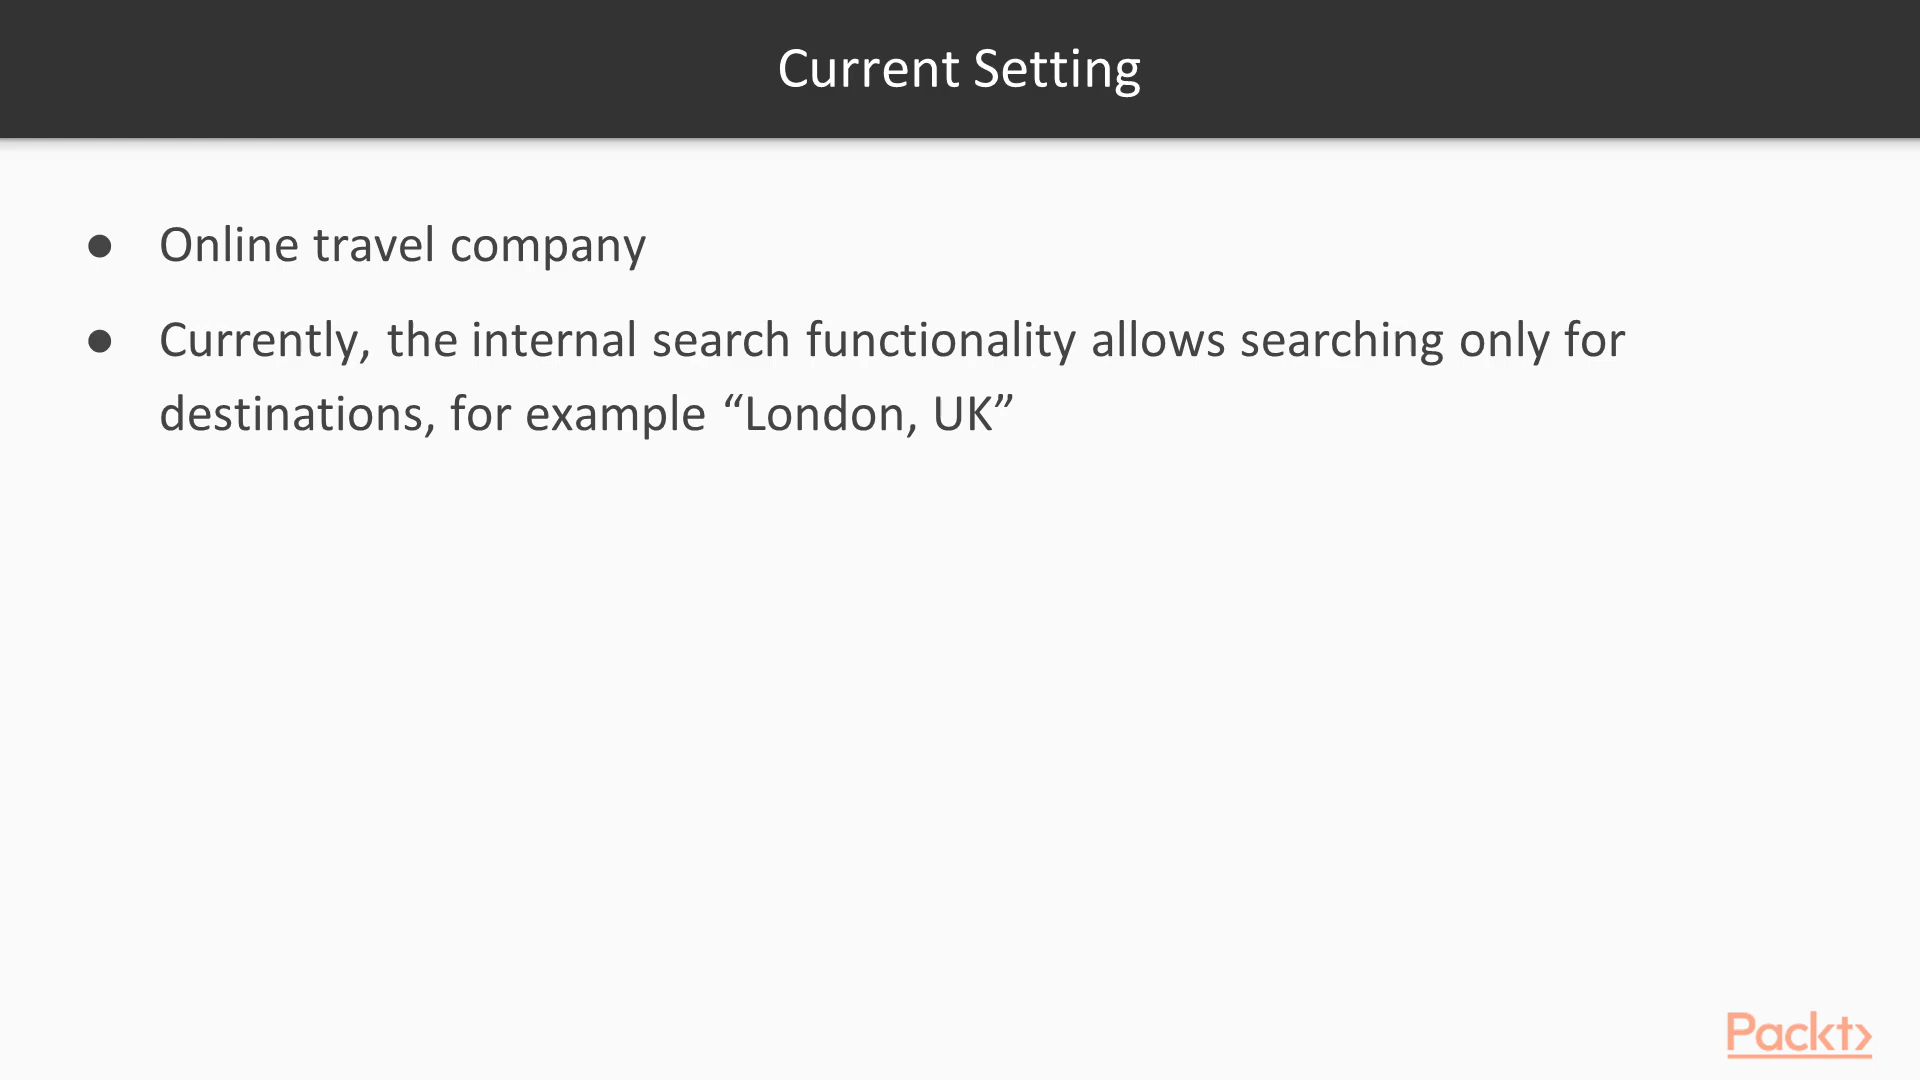 Current Setting
● Online travel company
● Currently, the internal search functionality allows searching only for
destinations, for example “London, UK”
Packt